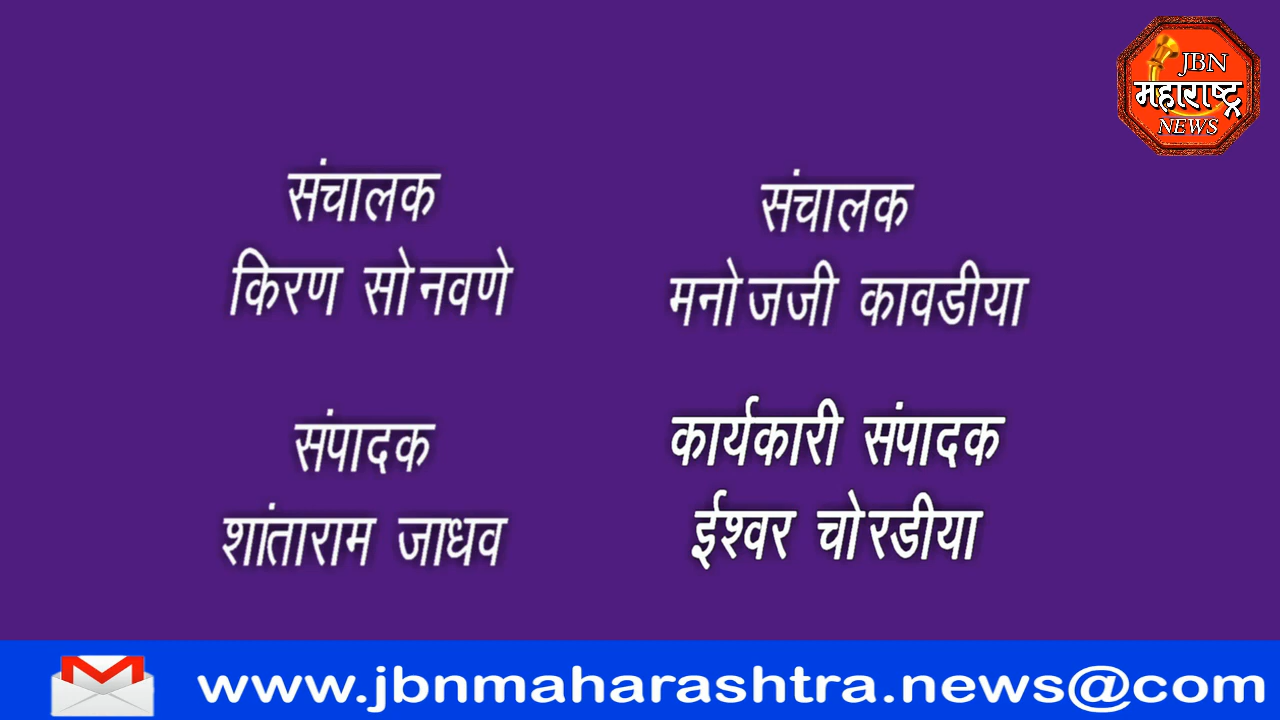 JBN
महाराष्ट्र
NEWS
संचालक
किरण सोनवणे
संचालक
मनोजजी कावडीया
संपादक
शांताराम जाधव
कार्यकारी संपादक
ईश्वर चोरडीया
www.jbnmaharashtra.news@com